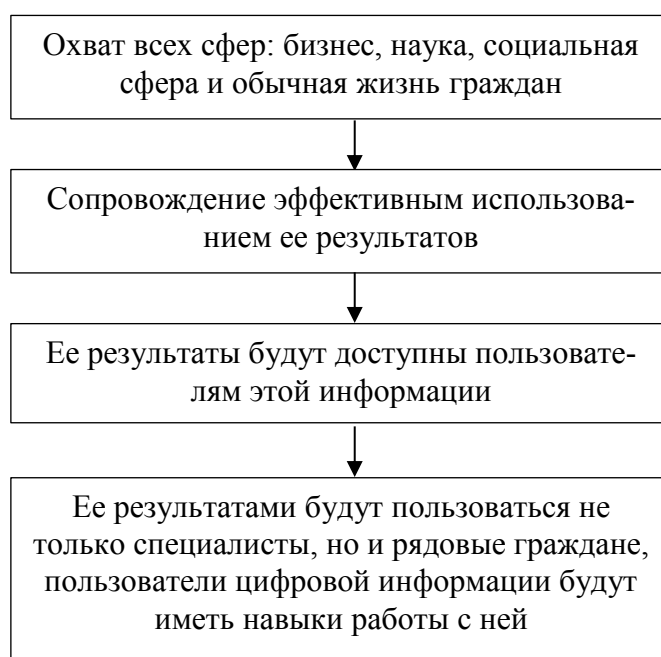 Охват всех сфер: бизнес, наука, социальная
сфера и обычная жизнь граждан
Сопровождение эффективным использова-
нием ее результатов
Ее результаты будут доступны пользовате-
лям этой информации
Ее результатами будут пользоваться не
только специалисты, но и рядовые граждане,
пользователи цифровой информации будут
иметь навыки работы с ней